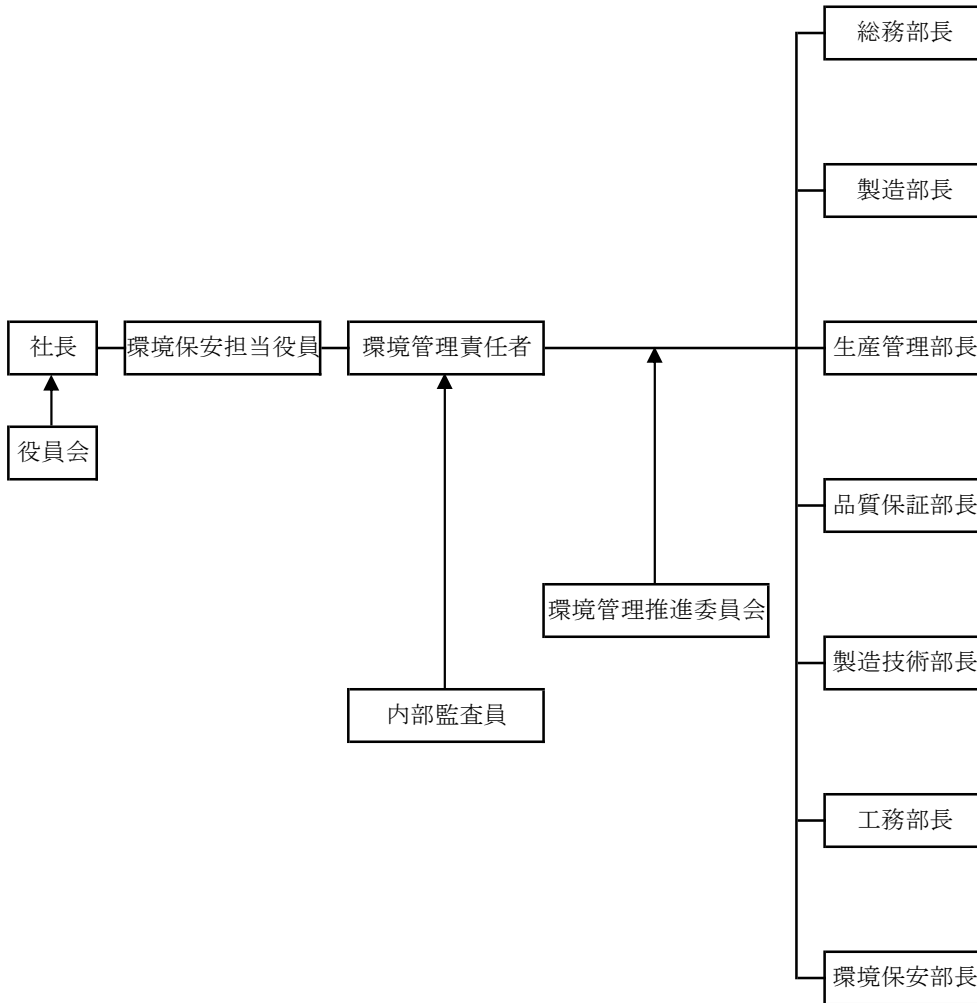 総務部長
製造部長
社長
環境保安担当役員
環境管理責任者
生産管理部長
役員会
品質保証部長
環境管理推進委員会
製造技術部長
内部監査員
工務部長
環境保安部長